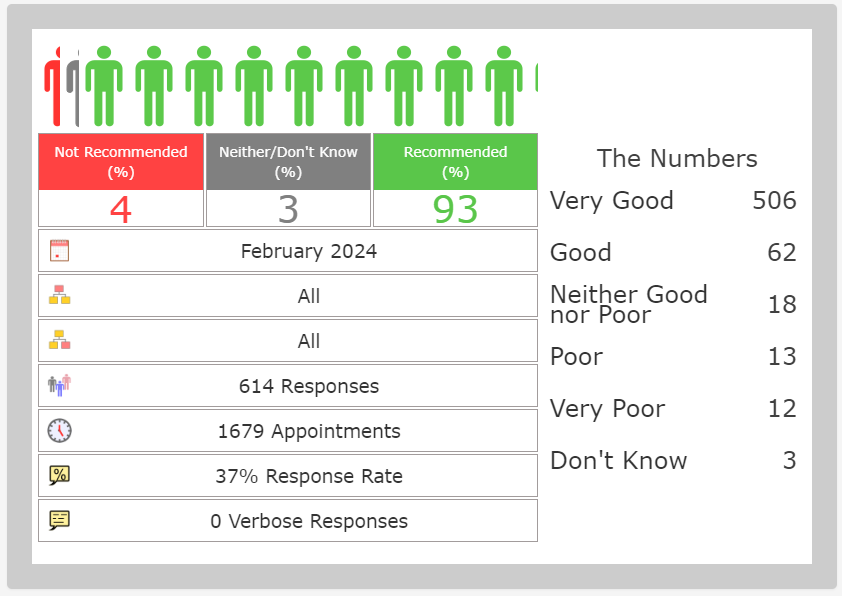 Not Recommended
(%)
Neither/Don't Know
(%)
Recommended
(%)
4
3
93
February 2024
All
All
614 Responses
1679 Appointments
%
37% Response Rate
0 Verbose Responses
The Numbers
Very Good 506
Good 62
Neither Good
nor Poor 18
Poor 13
Very Poor 12
Don't Know 3